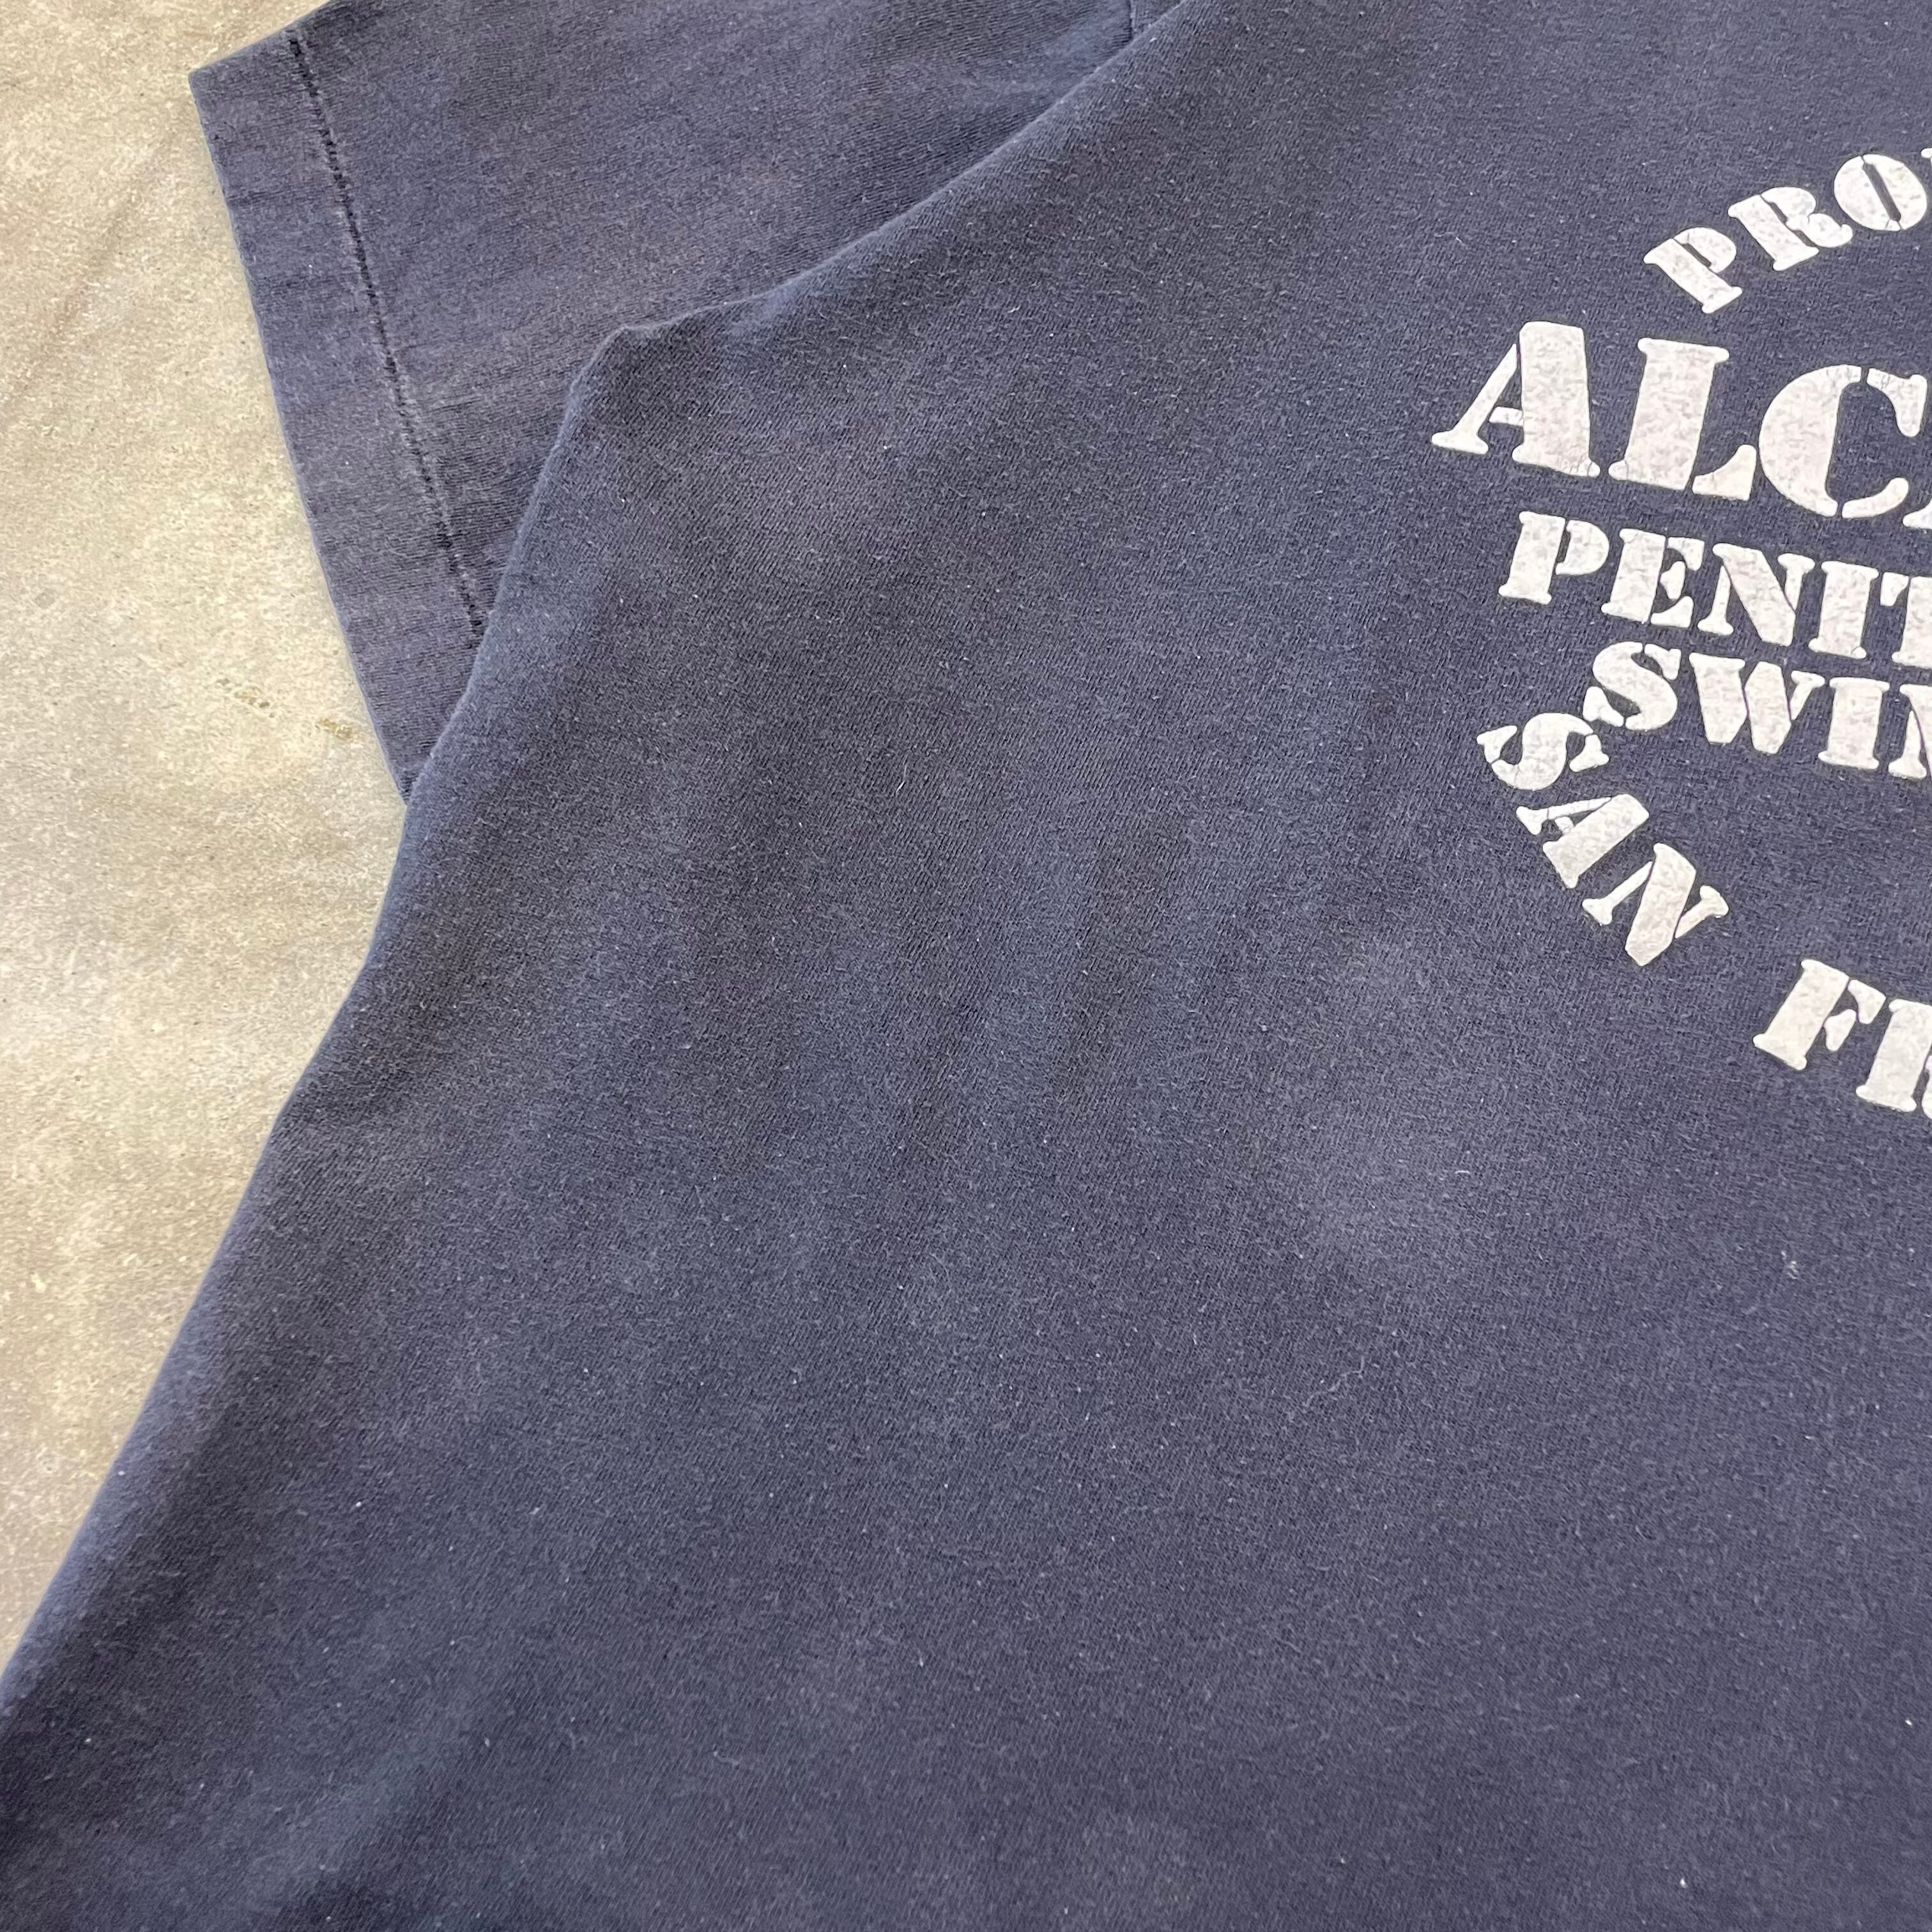 PRO
ALC
PENIT
SWIM
SAN FR